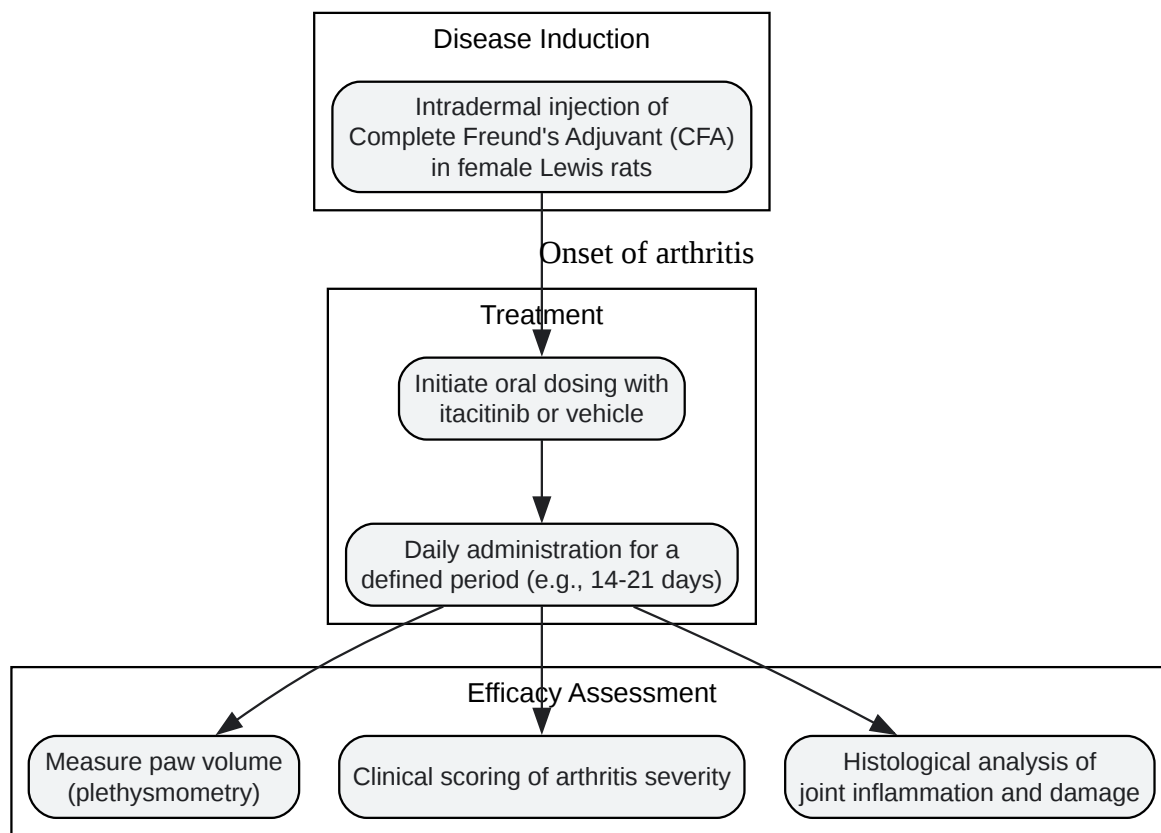 Disease Induction
Intradermal injection of
Complete Freund's Adjuvant (CFA)
in female Lewis rats
Onset of arthritis
Treatment
Initiate oral dosing with
itacitinib or vehicle
Daily administration for a
defined period (e.g., 14-21 days)
Efficacy Assessment
Measure paw volume
(plethysmometry)
Clinical scoring of arthritis severity
Histological analysis of
joint inflammation and damage